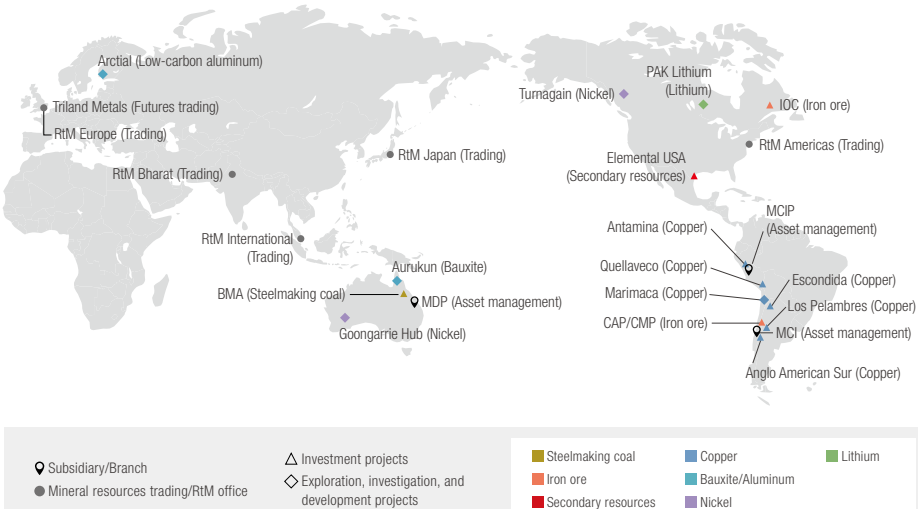 Arctial (Low-carbon aluminum)
Triland Metals (Futures trading)
RtM Europe (Trading)
RtM Bharat (Trading)
RtM Japan (Trading)
RtM International
(Trading)
Aurukun (Bauxite)
BMA (Steelmaking coal)
MDP (Asset management)
Goongarrie Hub (Nickel)
PAK Lithium
(Lithium)
Turnagain (Nickel)
IOC (Iron ore)
RtM Americas (Trading)
Elemental USA
(Secondary resources)
MCIP
(Asset management)
Antamina (Copper)
Quellaveco (Copper)
Escondida (Copper)
Marimaca (Copper)
Los Pelambres (Copper)
CAP/CMP (Iron ore)
MCI (Asset management)
Anglo American Sur (Copper)
Subsidiary/Branch
Mineral resources trading/RtM office
Investment projects
Exploration, investigation, and
development projects
Steelmaking coal
Iron ore
Secondary resources
Copper
Bauxite/Aluminum
Nickel
Lithium